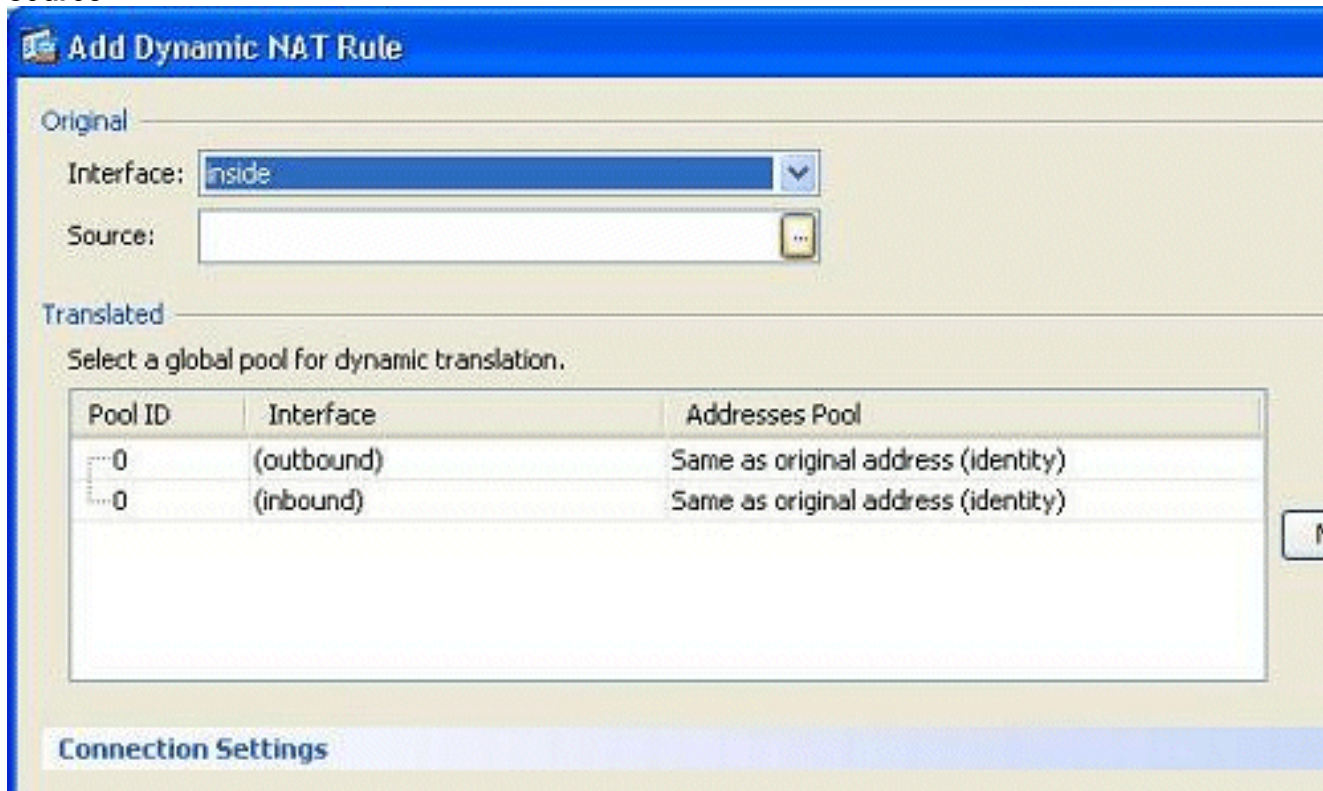 Add Dynamic NAT Rule
Original
Interface: inside
Source: ...
Translated
Select a global pool for dynamic translation.
Pool ID Interface Addresses Pool
0 (outbound) Same as original address (identity)
0 (inbound) Same as original address (identity)
Connection Settings